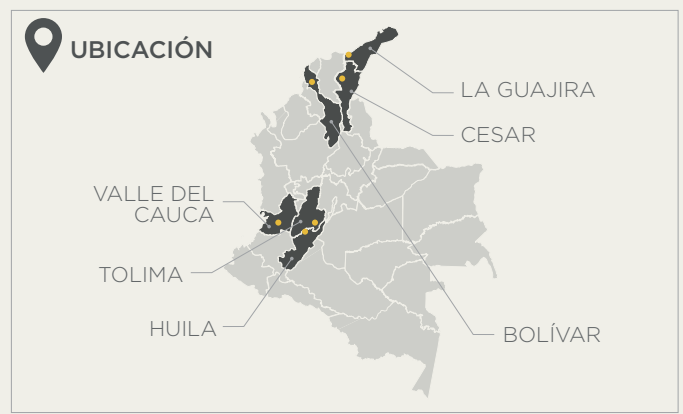 UBICACIÓN
LA GUAJIRA
CESAR
VALLE DEL
CAUCA
TOLIMA
HUILA
BOLÍVAR